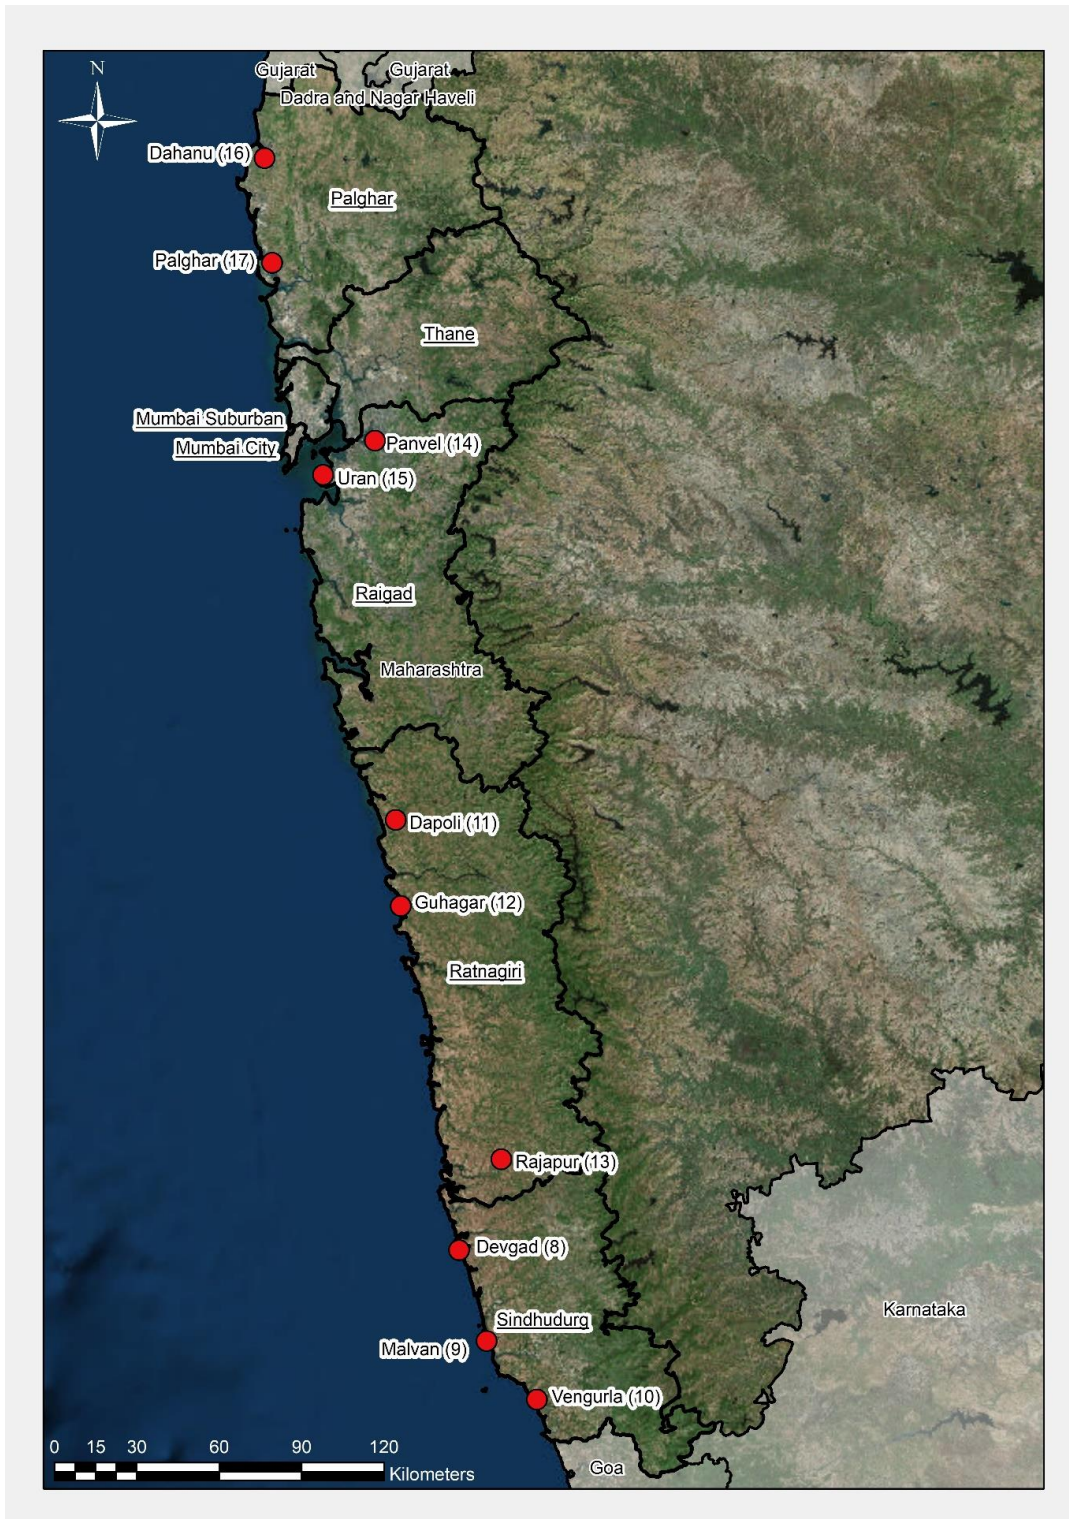 N
Gujarat
Gujarat
Dadra and Nagar Haveli
Dahanu (16)
Palghar
Palghar (17)
Thane
Mumbai Suburban
Mumbai City
Panvel (14)
Uran (15)
Raigad
Maharashtra
Dapoli (11)
Guhagar (12)
Ratnagiri
Rajapur (13)
Devgad (8)
Karnataka
Sindhudurg
Malvan (9)
Vengurla (10)
0 15 30 60 90 120
Kilometers
Goa